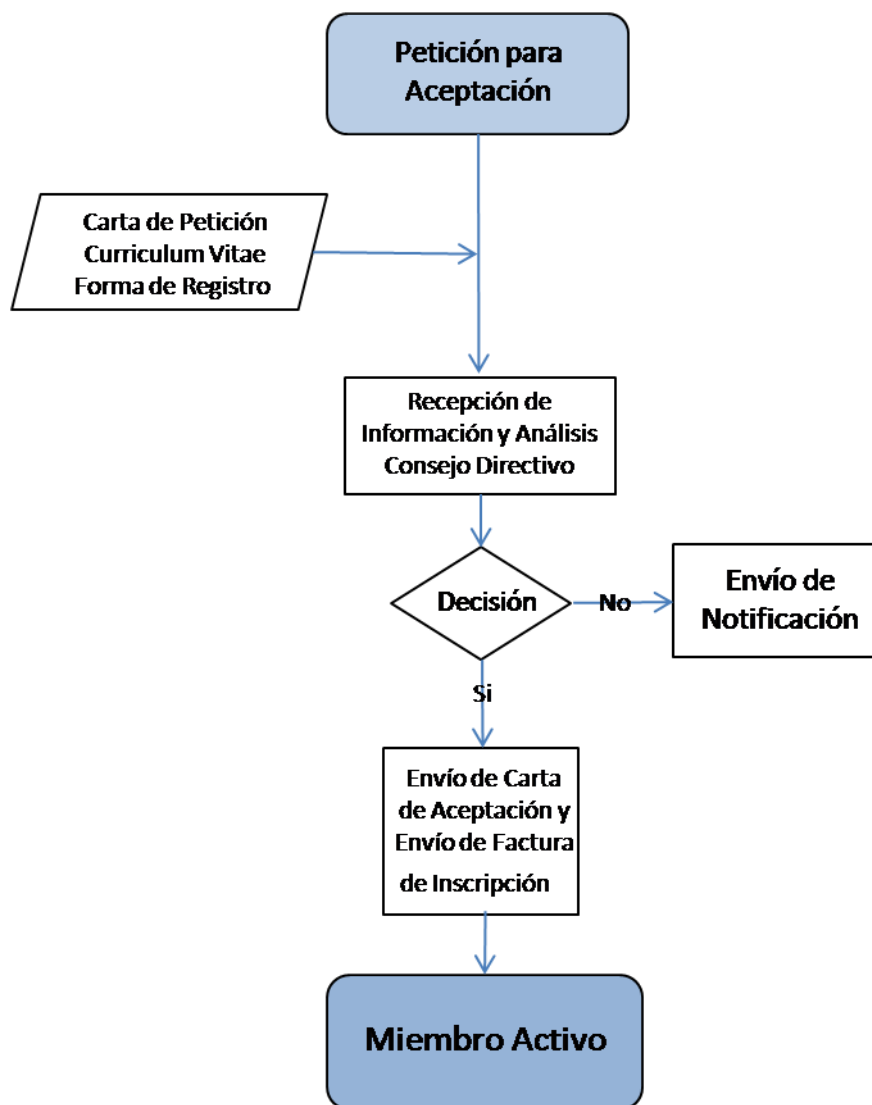 Petición para
Aceptación
Carta de Petición
Curriculum Vitae
Forma de Registro
Recepción de
Información y Análisis
Consejo Directivo
Decisión
No
Envío de
Notificación
Si
Envío de Carta
de Aceptación y
Envío de Factura
de Inscripción
Miembro Activo